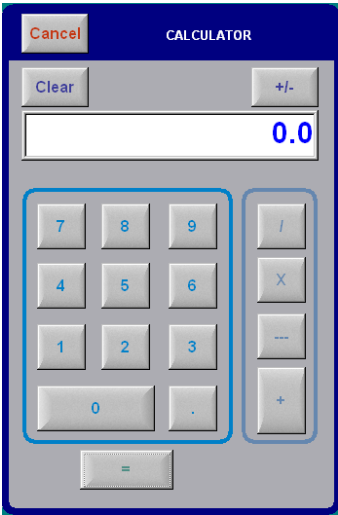 Cancel CALCULATOR
Clear +/-
0.0
7 8 9 /
4 5 6 X
1 2 3 ---
0 . +
=